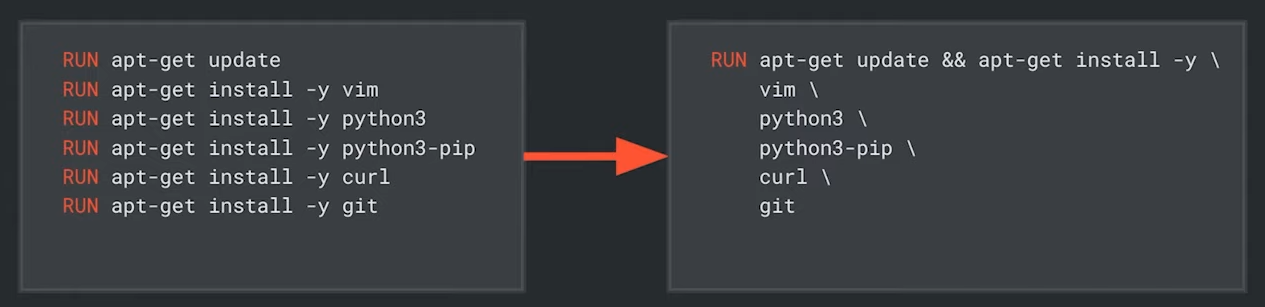 RUN apt-get update
RUN apt-get install -y vim
RUN apt-get install -y python3
RUN apt-get install -y python3-pip
RUN apt-get install -y curl
RUN apt-get install -y git
RUN apt-get update && apt-get install -y \
vim \
python3 \
python3-pip \
curl \
git